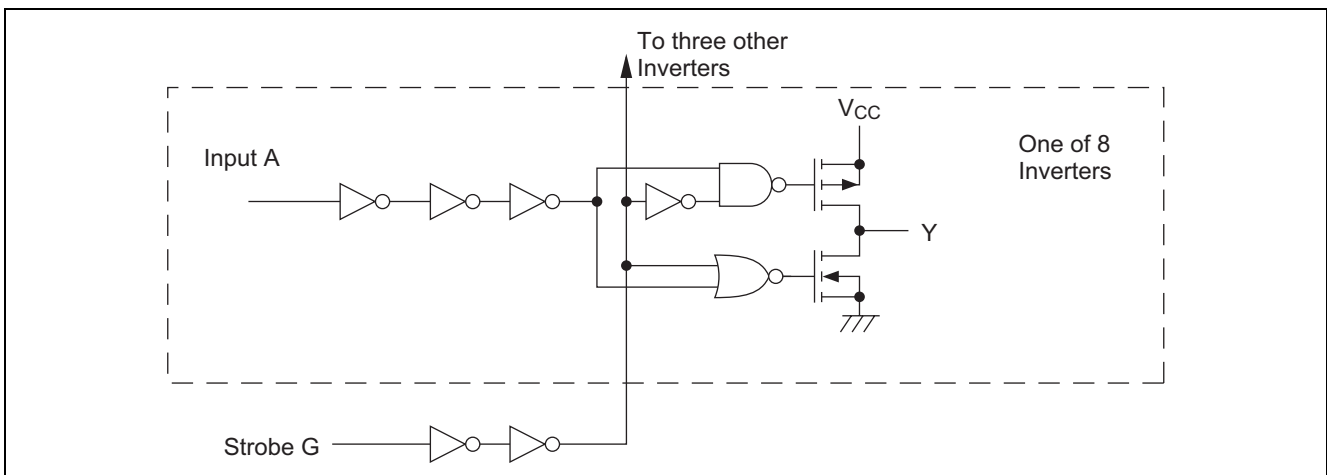 To three other
Inverters
VCC
Input A
One of 8
Inverters
Y
Strobe G